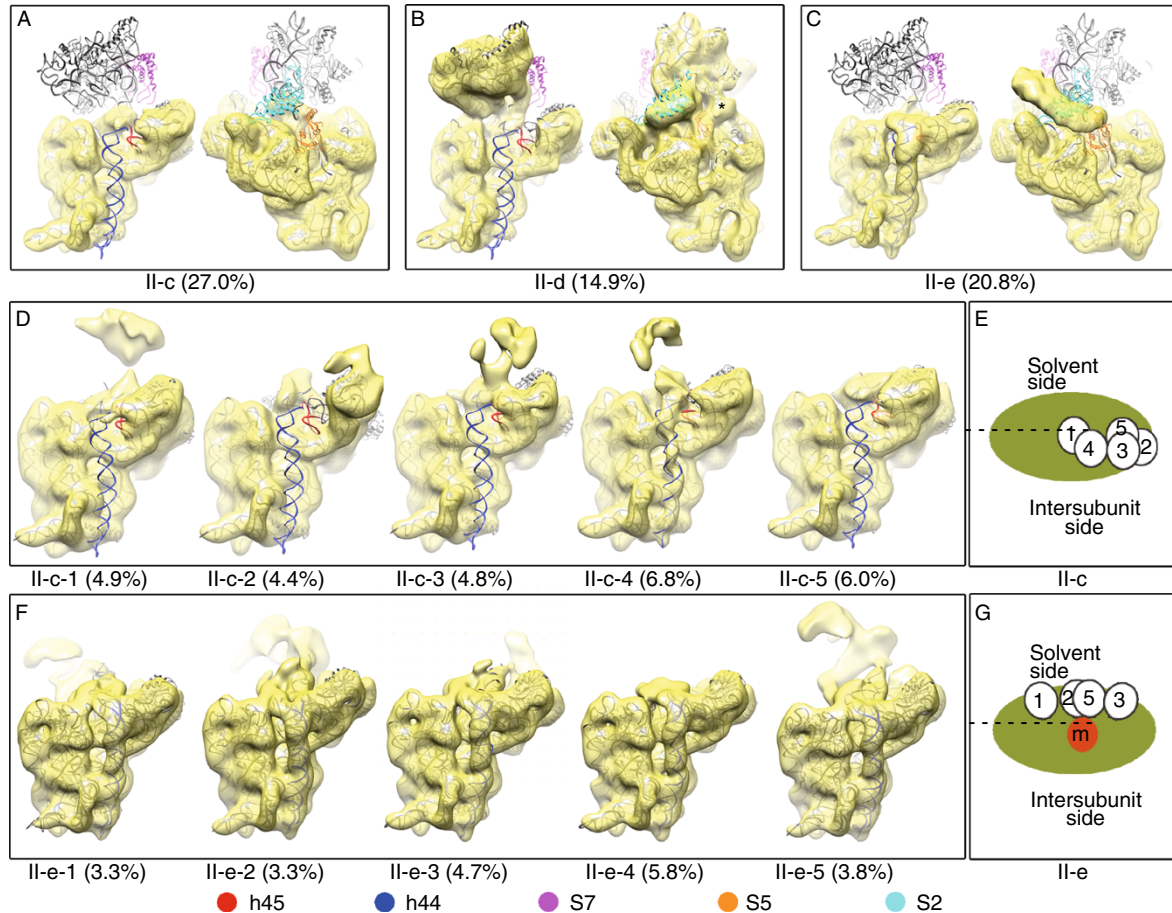 A
B
*
C
II-c (27.0%)
II-d (14.9%)
II-e (20.8%)
D
II-c-1 (4.9%)
II-c-2 (4.4%)
II-c-3 (4.8%)
II-c-4 (6.8%)
II-c-5 (6.0%)
E
Solvent
side
1
4
5
3
2
Intersubunit
side
II-c
F
II-e-1 (3.3%)
II-e-2 (3.3%)
II-e-3 (4.7%)
II-e-4 (5.8%)
II-e-5 (3.8%)
G
Solvent
side
1
2
5
3
m
Intersubunit
side
II-e
h45
h44
S7
S5
S2